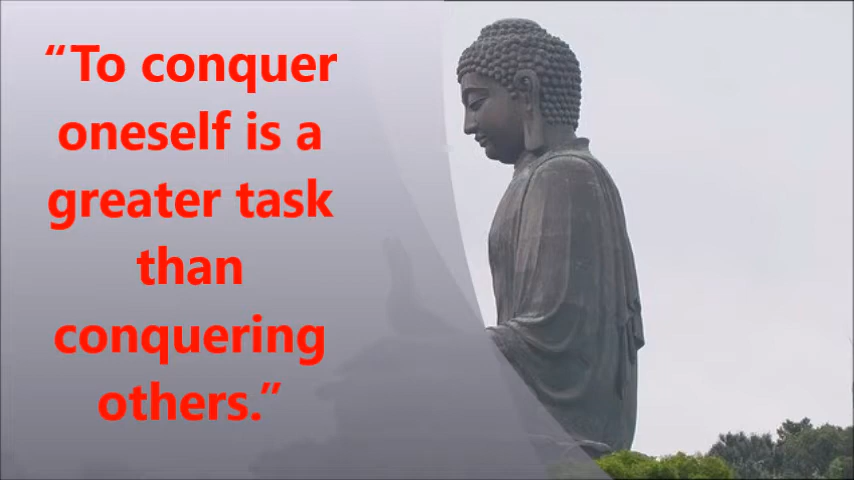 “To conquer
oneself is a
greater task
than
conquering
others.”